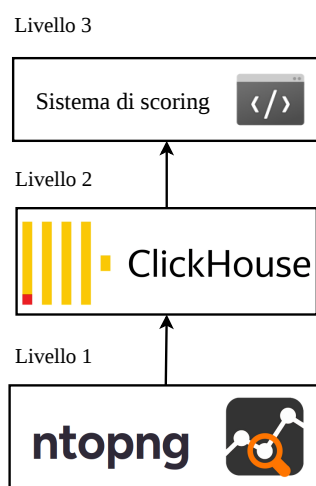 Livello 3
Sistema di scoring
Livello 2
ClickHouse
Livello 1
ntopng